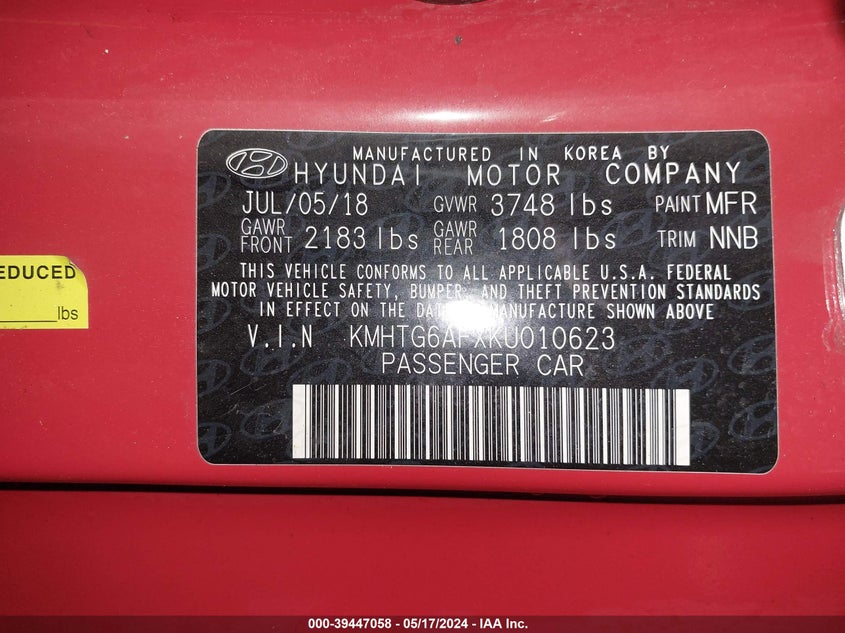 MANUFACTURED IN KOREA BY
HYUNDAI MOTOR COMPANY
JUL/05/18 GVWR 3748 lbs PAINT MFR
GAWR FRONT 2183 lbs GAWR REAR 1808 lbs TRIM NNB
THIS VEHICLE CONFORMS TO ALL APPLICABLE U.S.A. FEDERAL
MOTOR VEHICLE SAFETY, BUMPER, AND THEFT PREVENTION STANDARDS
IN EFFECT ON THE DATE MANUFACTURE SHOWN ABOVE
V.I.N
PASSENGER CAR
EDUCED
lbs
000-39447058 - 05/17/2024 - IAA Inc.